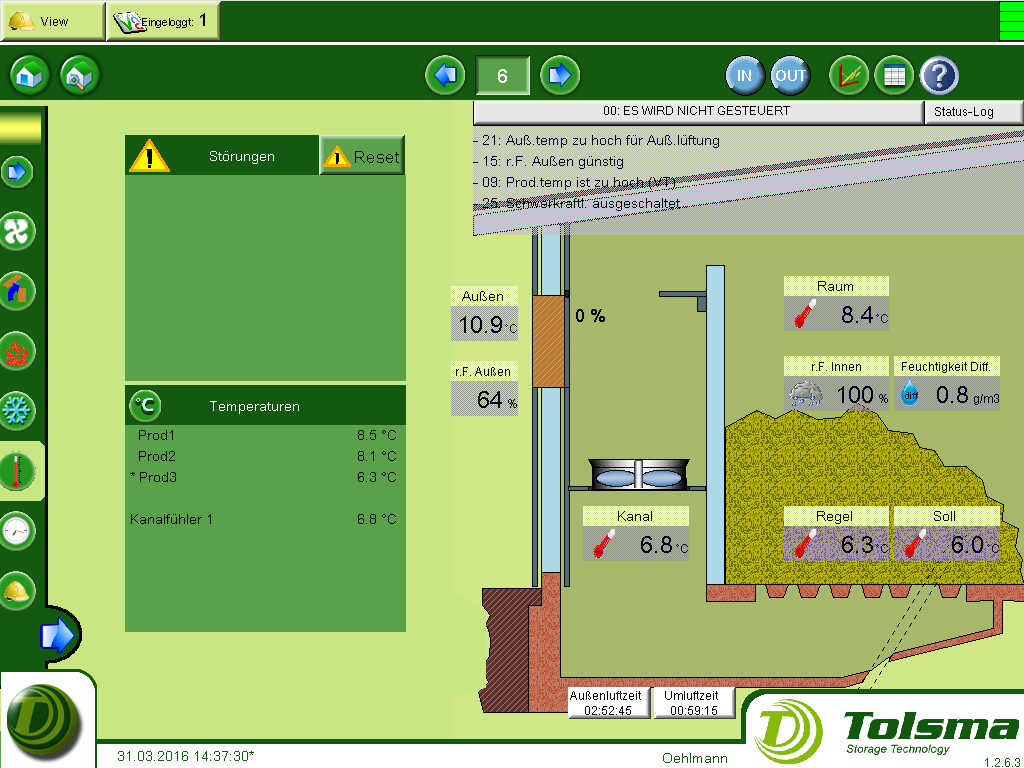 View
Eingeloggt: 1
6
IN
OUT
?
00: ES WIRD NICHT GESTEUERT
Status-Log
- 21: Auß.temp zu hoch für Auß.lüftung
- 15: r.F. Außen günstig
- 09: Prod.temp ist zu hoch (VT)
- 25: Schwerkraftl. ausgeschaltet
Störungen
Reset
Außen
10.9 °C
0 %
r.F. Außen
64 %
Raum
8.4 °C
r.F. Innen
100 %
Feuchtigkeit Diff.
diff
0.8 g/m3
°C
Temperaturen
Prod1 8.5 °C
Prod2 8.1 °C
* Prod3 6.3 °C
Kanalfühler 1 6.8 °C
Kanal
6.8 °C
Regel
6.3 °C
Soll
6.0 °C
Außenluftzeit
02:52:45
Umluftzeit
00:59:15
31.03.2016 14:37:30*
Oehlmann
Tolsma
Storage Technology
1.2.6.3